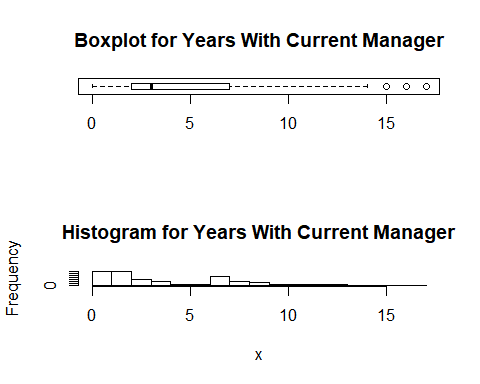 Boxplot for Years With Current Manager
0 5 10 15
Histogram for Years With Current Manager
Frequency
0
0 5 10 15
x